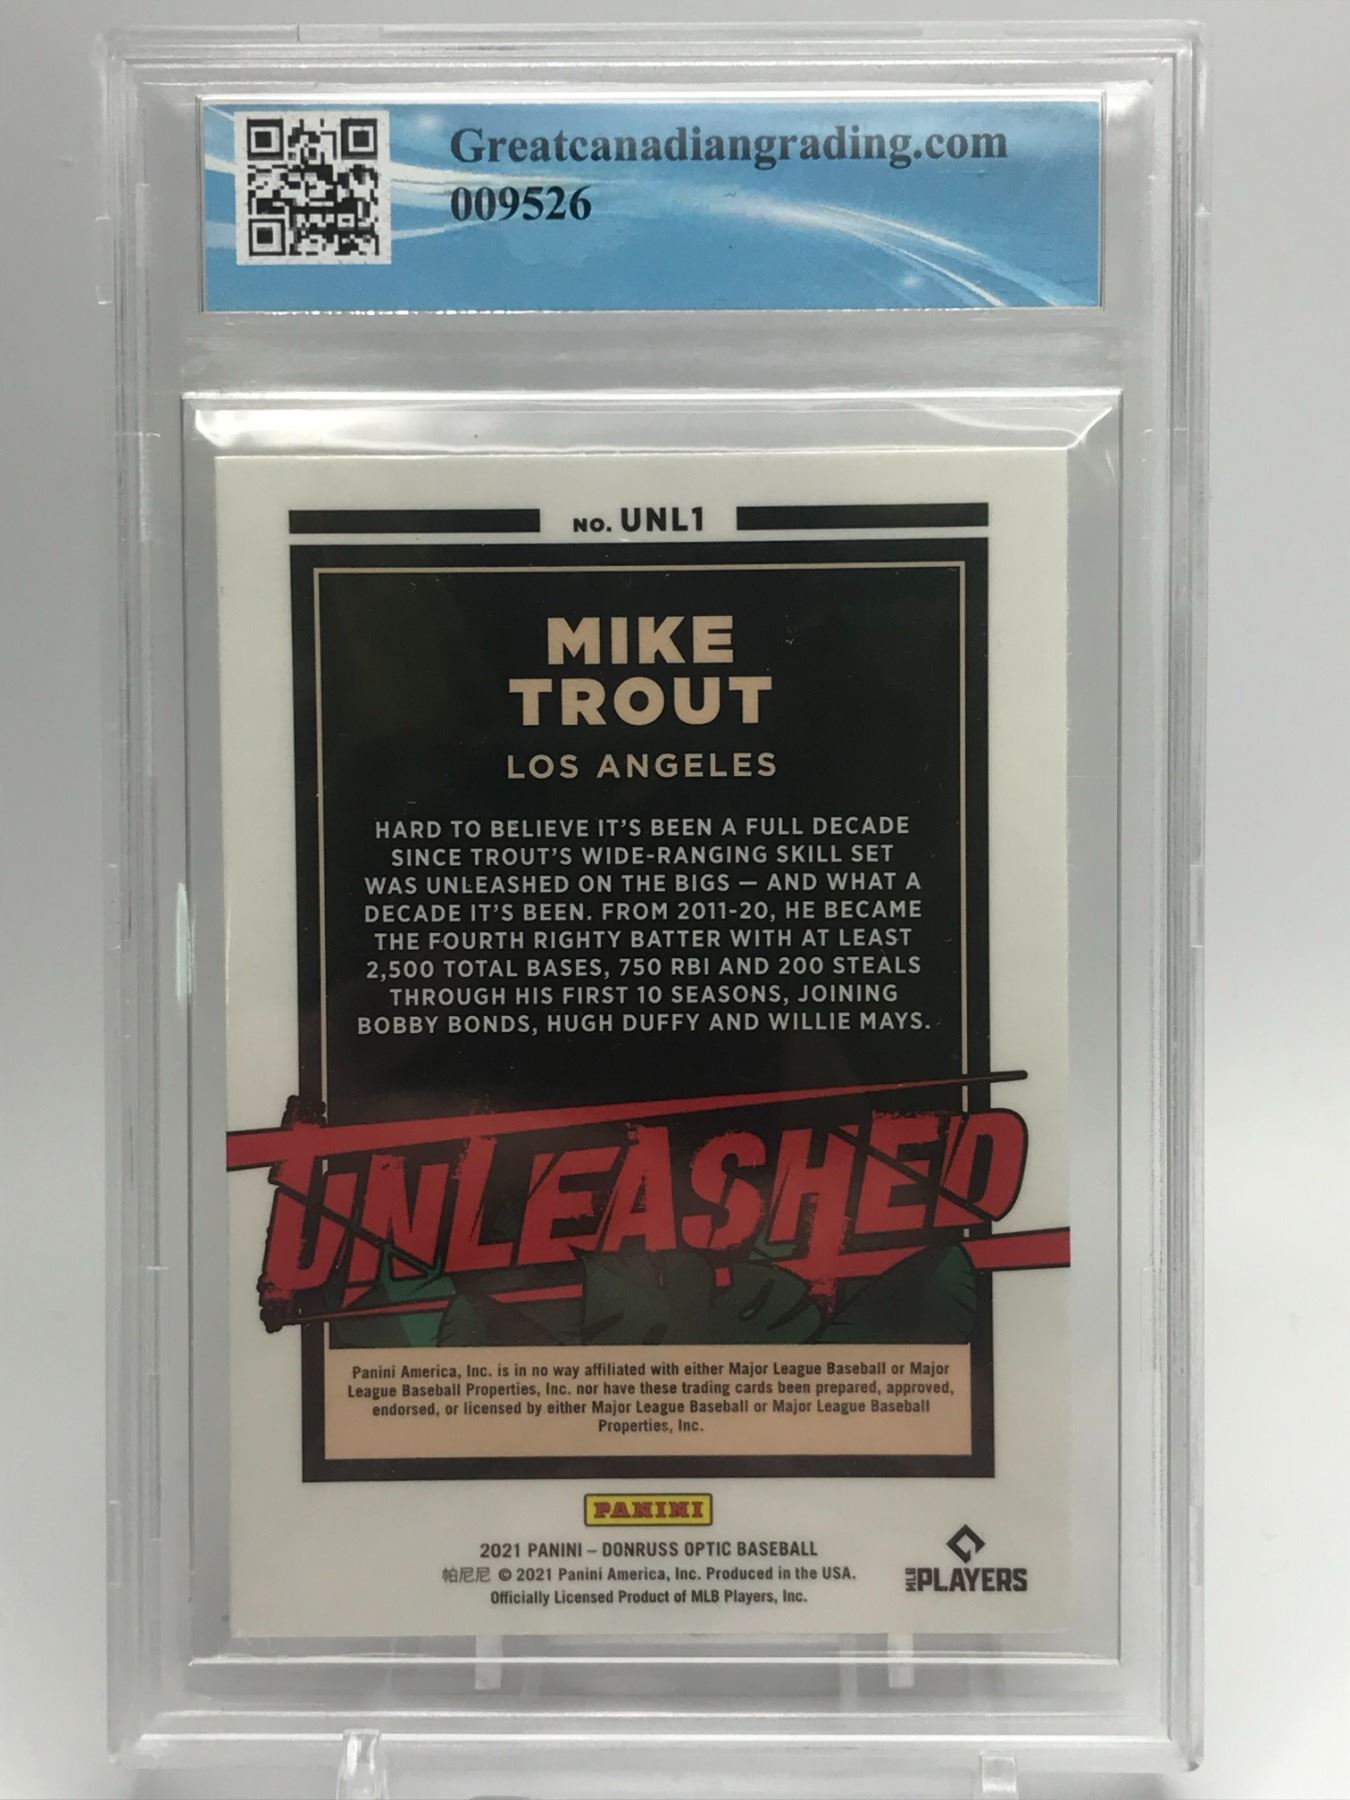 Greatcanadiangrading.com
009526
NO. UNL1
MIKE
TROUT
LOS ANGELES
HARD TO BELIEVE IT'S BEEN A FULL DECADE
SINCE TROUT'S WIDE-RANGING SKILL SET
WAS UNLEASHED ON THE BIGS — AND WHAT A
DECADE IT'S BEEN. FROM 2011-20, HE BECAME
THE FOURTH RIGHTY BATTER WITH AT LEAST
2,500 TOTAL BASES, 750 RBI AND 200 STEALS
THROUGH HIS FIRST 10 SEASONS, JOINING
BOBBY BONDS, HUGH DUFFY AND WILLIE MAYS.
UNLEASHED
Panini America, Inc. is in no way affiliated with either Major League Baseball or Major
League Baseball Properties, Inc. nor have these trading cards been prepared, approved,
endorsed, or licensed by either Major League Baseball or Major League Baseball
Properties, Inc.
PANINI
2021 PANINI – DONRUSS OPTIC BASEBALL
帕尼尼 © 2021 Panini America, Inc. Produced in the USA.
Officially Licensed Product of MLB Players, Inc.
MLB PLAYERS